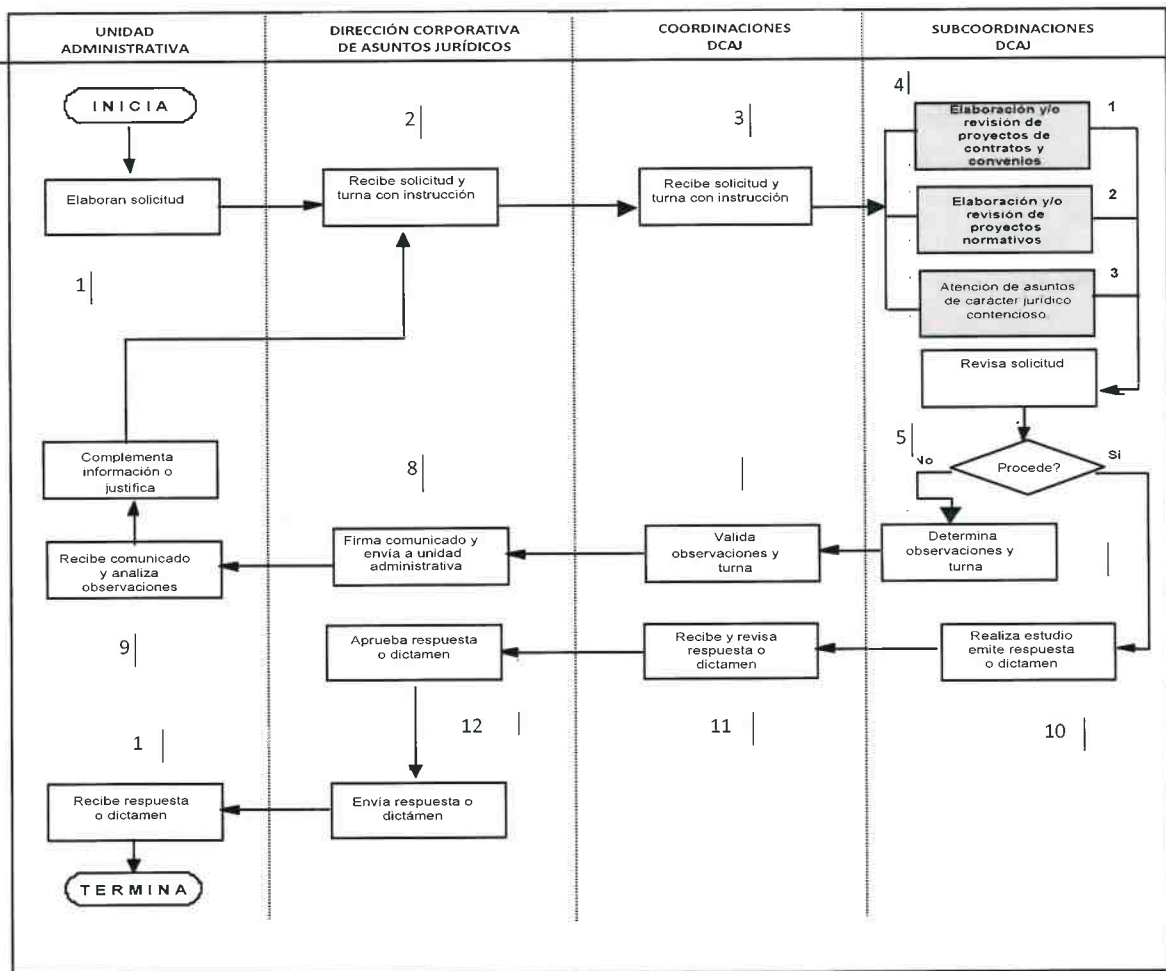 UNIDAD
ADMINISTRATIVA
DIRECCIÓN CORPORATIVA
DE ASUNTOS JURÍDICOS
COORDINACIONES
DCAJ
SUBCOORDINACIONES
DCAJ
INICIA
2
3
4
Elaboración y/o
revisión de
proyectos de
contratos y
convenios
1
Elaboran solicitud
Recibe solicitud y
turna con instrucción
Recibe solicitud y
turna con instrucción
Elaboración y/o
revisión de
proyectos
normativos
2
1
Atención de asuntos
de carácter jurídico
contencioso.
3
Revisa solicitud
Complementa
información o
justifica
8
5
No
Procede?
Si
Recibe comunicado
y analiza
observaciones
Firma comunicado y
envía a unidad
administrativa
Valida
observaciones y
turna
Determina
observaciones y
turna
9
Aprueba respuesta
o dictamen
Recibe y revisa
respuesta o
dictamen
Realiza estudio
emite respuesta
o dictamen
12
11
10
1
Recibe respuesta o
dictamen
Envía respuesta o
dictámen
TERMINA